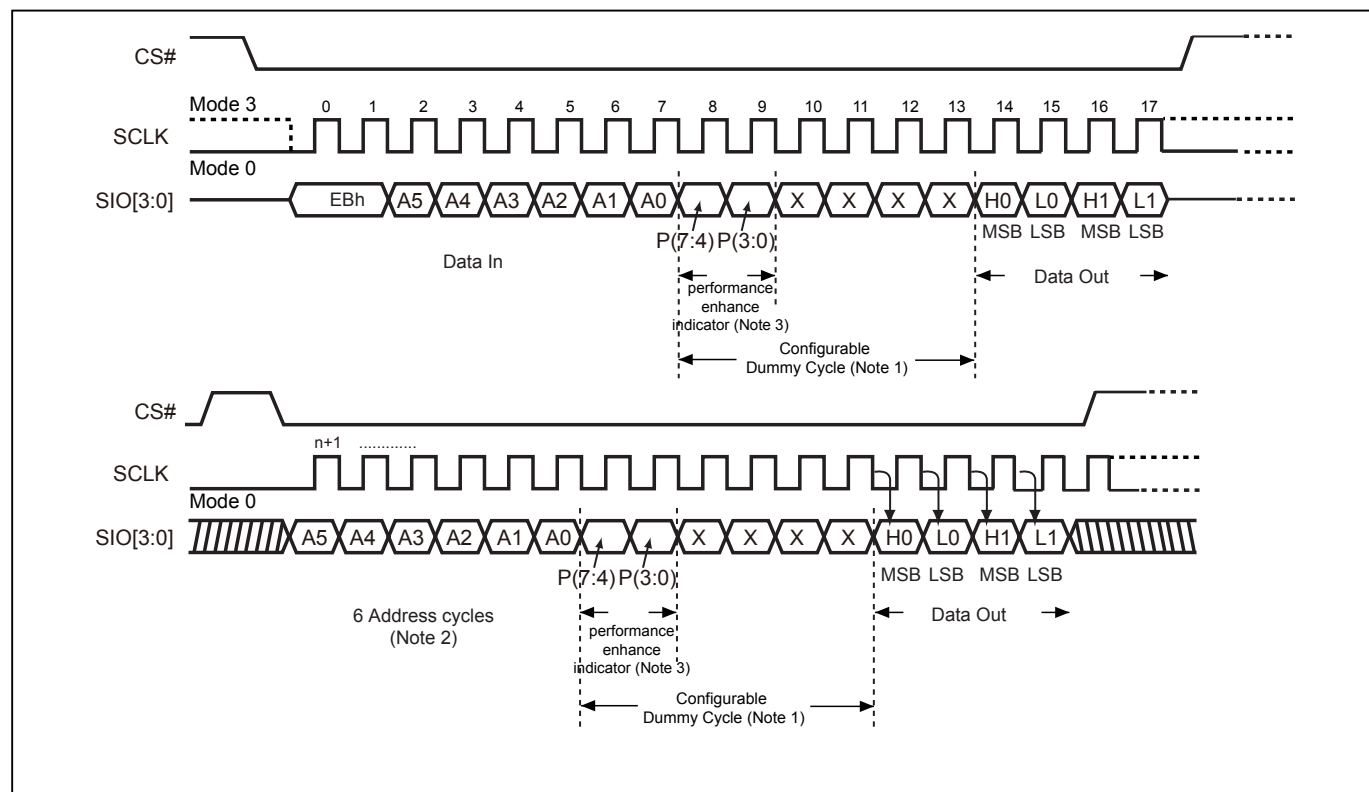 CS#
Mode 3
0 1 2 3 4 5 6 7 8 9 10 11 12 13 14 15 16 17
SCLK
Mode 0
SIO[3:0]
EBh A5 A4 A3 A2 A1 A0 X X X X H0 L0 H1 L1
MSB LSB MSB LSB
P(7:4) P(3:0)
Data In
Data Out
performance
enhance
indicator (Note 3)
Configurable
Dummy Cycle (Note 1)
CS#
n+1 .............
SCLK
Mode 0
SIO[3:0]
A5 A4 A3 A2 A1 A0 X X X X H0 L0 H1 L1
P(7:4) P(3:0)
MSB LSB MSB LSB
6 Address cycles
(Note 2)
Data Out
performance
enhance
indicator (Note 3)
Configurable
Dummy Cycle (Note 1)